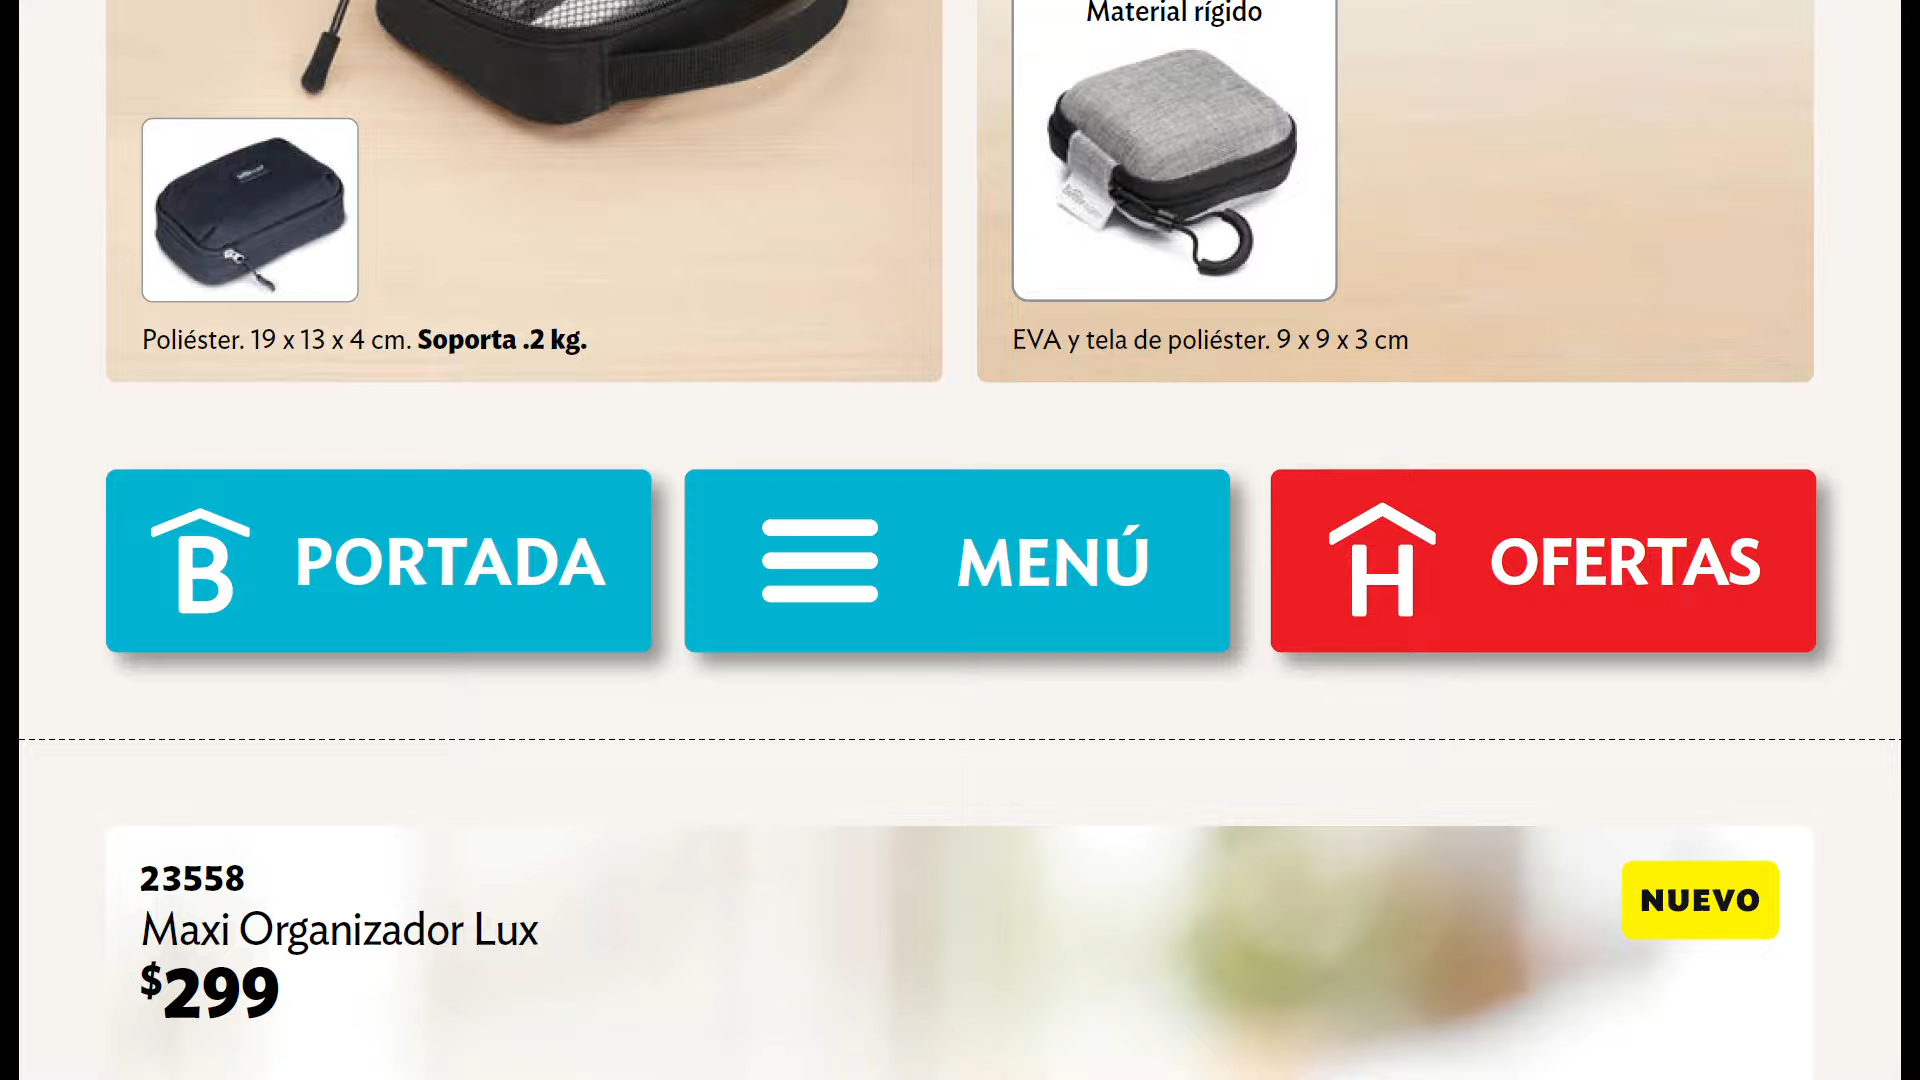 Material rígido
Poliéster. 19 x 13 x 4 cm. Soporta .2 kg.
EVA y tela de poliéster. 9 x 9 x 3 cm
B PORTADA
MENÚ
H OFERTAS
23558
Maxi Organizador Lux
$299
NUEVO